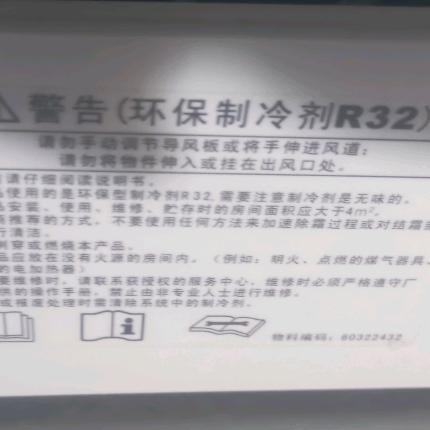 警告(环保制冷剂R32)
请勿手动调节导风板或将手伸进风道;
请勿将物件伸入或挂在出风口处.
请仔细阅读说明书.
使用的是环保型制冷剂R32,需要注意制冷剂是无味的.
安装、使用、维修、贮存时的房间面积应大于4m².
推荐的方式,不要使用任何方法来加速除霜过程或对结霜
行清洁.
刺穿或燃烧本产品.
应放在没有火源的房间内.(例如:明火、点燃的煤气器具、
的电加热器)
要维修时,请联系获授权的服务中心,维修时必须严格遵守厂
供的操作手册,禁止由非专业人士进行维修.
或报废处理时需清除系统中的制冷剂.
物料编码:60322432